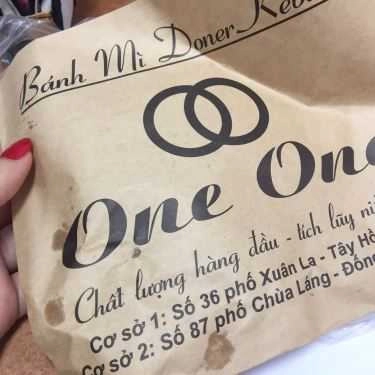 Bánh Mì Doner
One One
Chất lượng hàng đầu - tích lũy
Cơ sở 1: Số 36 phố Xuân La - Tây Hồ
Cơ sở 2: Số 87 phố Chùa Láng - Đống